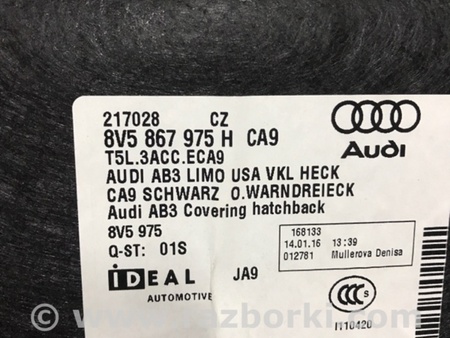 217028 CZ
8V5 867 975 H CA9
T5L.3ACC.ECA9
AUDI AB3 LIMO USA VKL HECK
CA9 SCHWARZ O.WARNDREIECK
Audi AB3 Covering hatchback
8V5 975
Q-ST: 01S
Audi
168133
14.01.16 13:39
012781 Mullerova Denisa
IDEAL
AUTOMOTIVE
JA9
CCC S
razborki.com